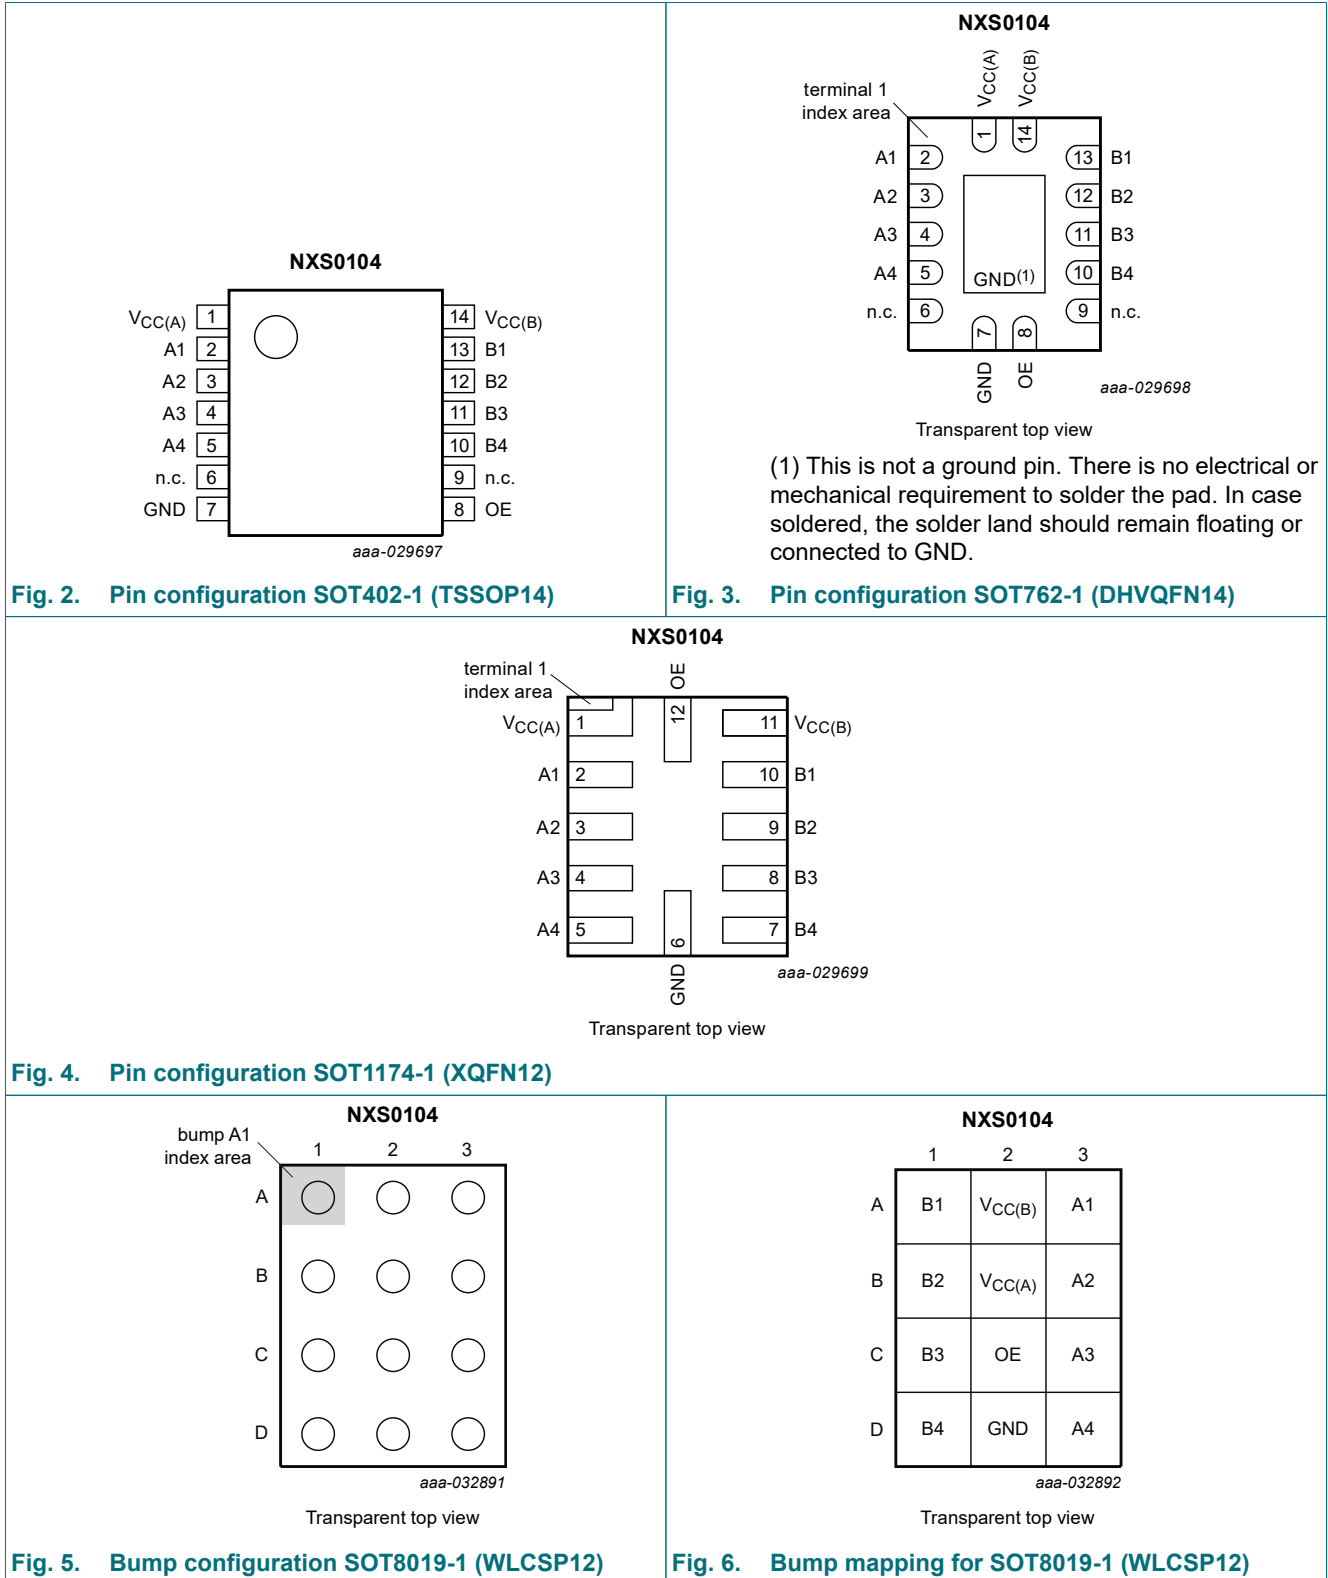 NXS0104
VCC(A) 1 14 VCC(B)
A1 2 13 B1
A2 3 12 B2
A3 4 11 B3
A4 5 10 B4
n.c. 6 9 n.c.
GND 7 8 OE
aaa-029697
Fig. 2. Pin configuration SOT402-1 (TSSOP14)
NXS0104
terminal 1
index area
VCC(A) VCC(B)
1 14
A1 2 13 B1
A2 3 12 B2
A3 4 11 B3
A4 5 10 B4
GND(1)
n.c. 6 9 n.c.
7 8
GND OE
aaa-029698
Transparent top view
(1) This is not a ground pin. There is no electrical or
mechanical requirement to solder the pad. In case
soldered, the solder land should remain floating or
connected to GND.
Fig. 3. Pin configuration SOT762-1 (DHVQFN14)
NXS0104
terminal 1
index area
OE
12
VCC(A) 1 11 VCC(B)
A1 2 10 B1
A2 3 9 B2
A3 4 8 B3
A4 5 7 B4
6
GND
aaa-029699
Transparent top view
Fig. 4. Pin configuration SOT1174-1 (XQFN12)
NXS0104
bump A1
index area
1 2 3
A
B
C
D
aaa-032891
Transparent top view
Fig. 5. Bump configuration SOT8019-1 (WLCSP12)
NXS0104
1 2 3
A B1 VCC(B) A1
B B2 VCC(A) A2
C B3 OE A3
D B4 GND A4
aaa-032892
Transparent top view
Fig. 6. Bump mapping for SOT8019-1 (WLCSP12)